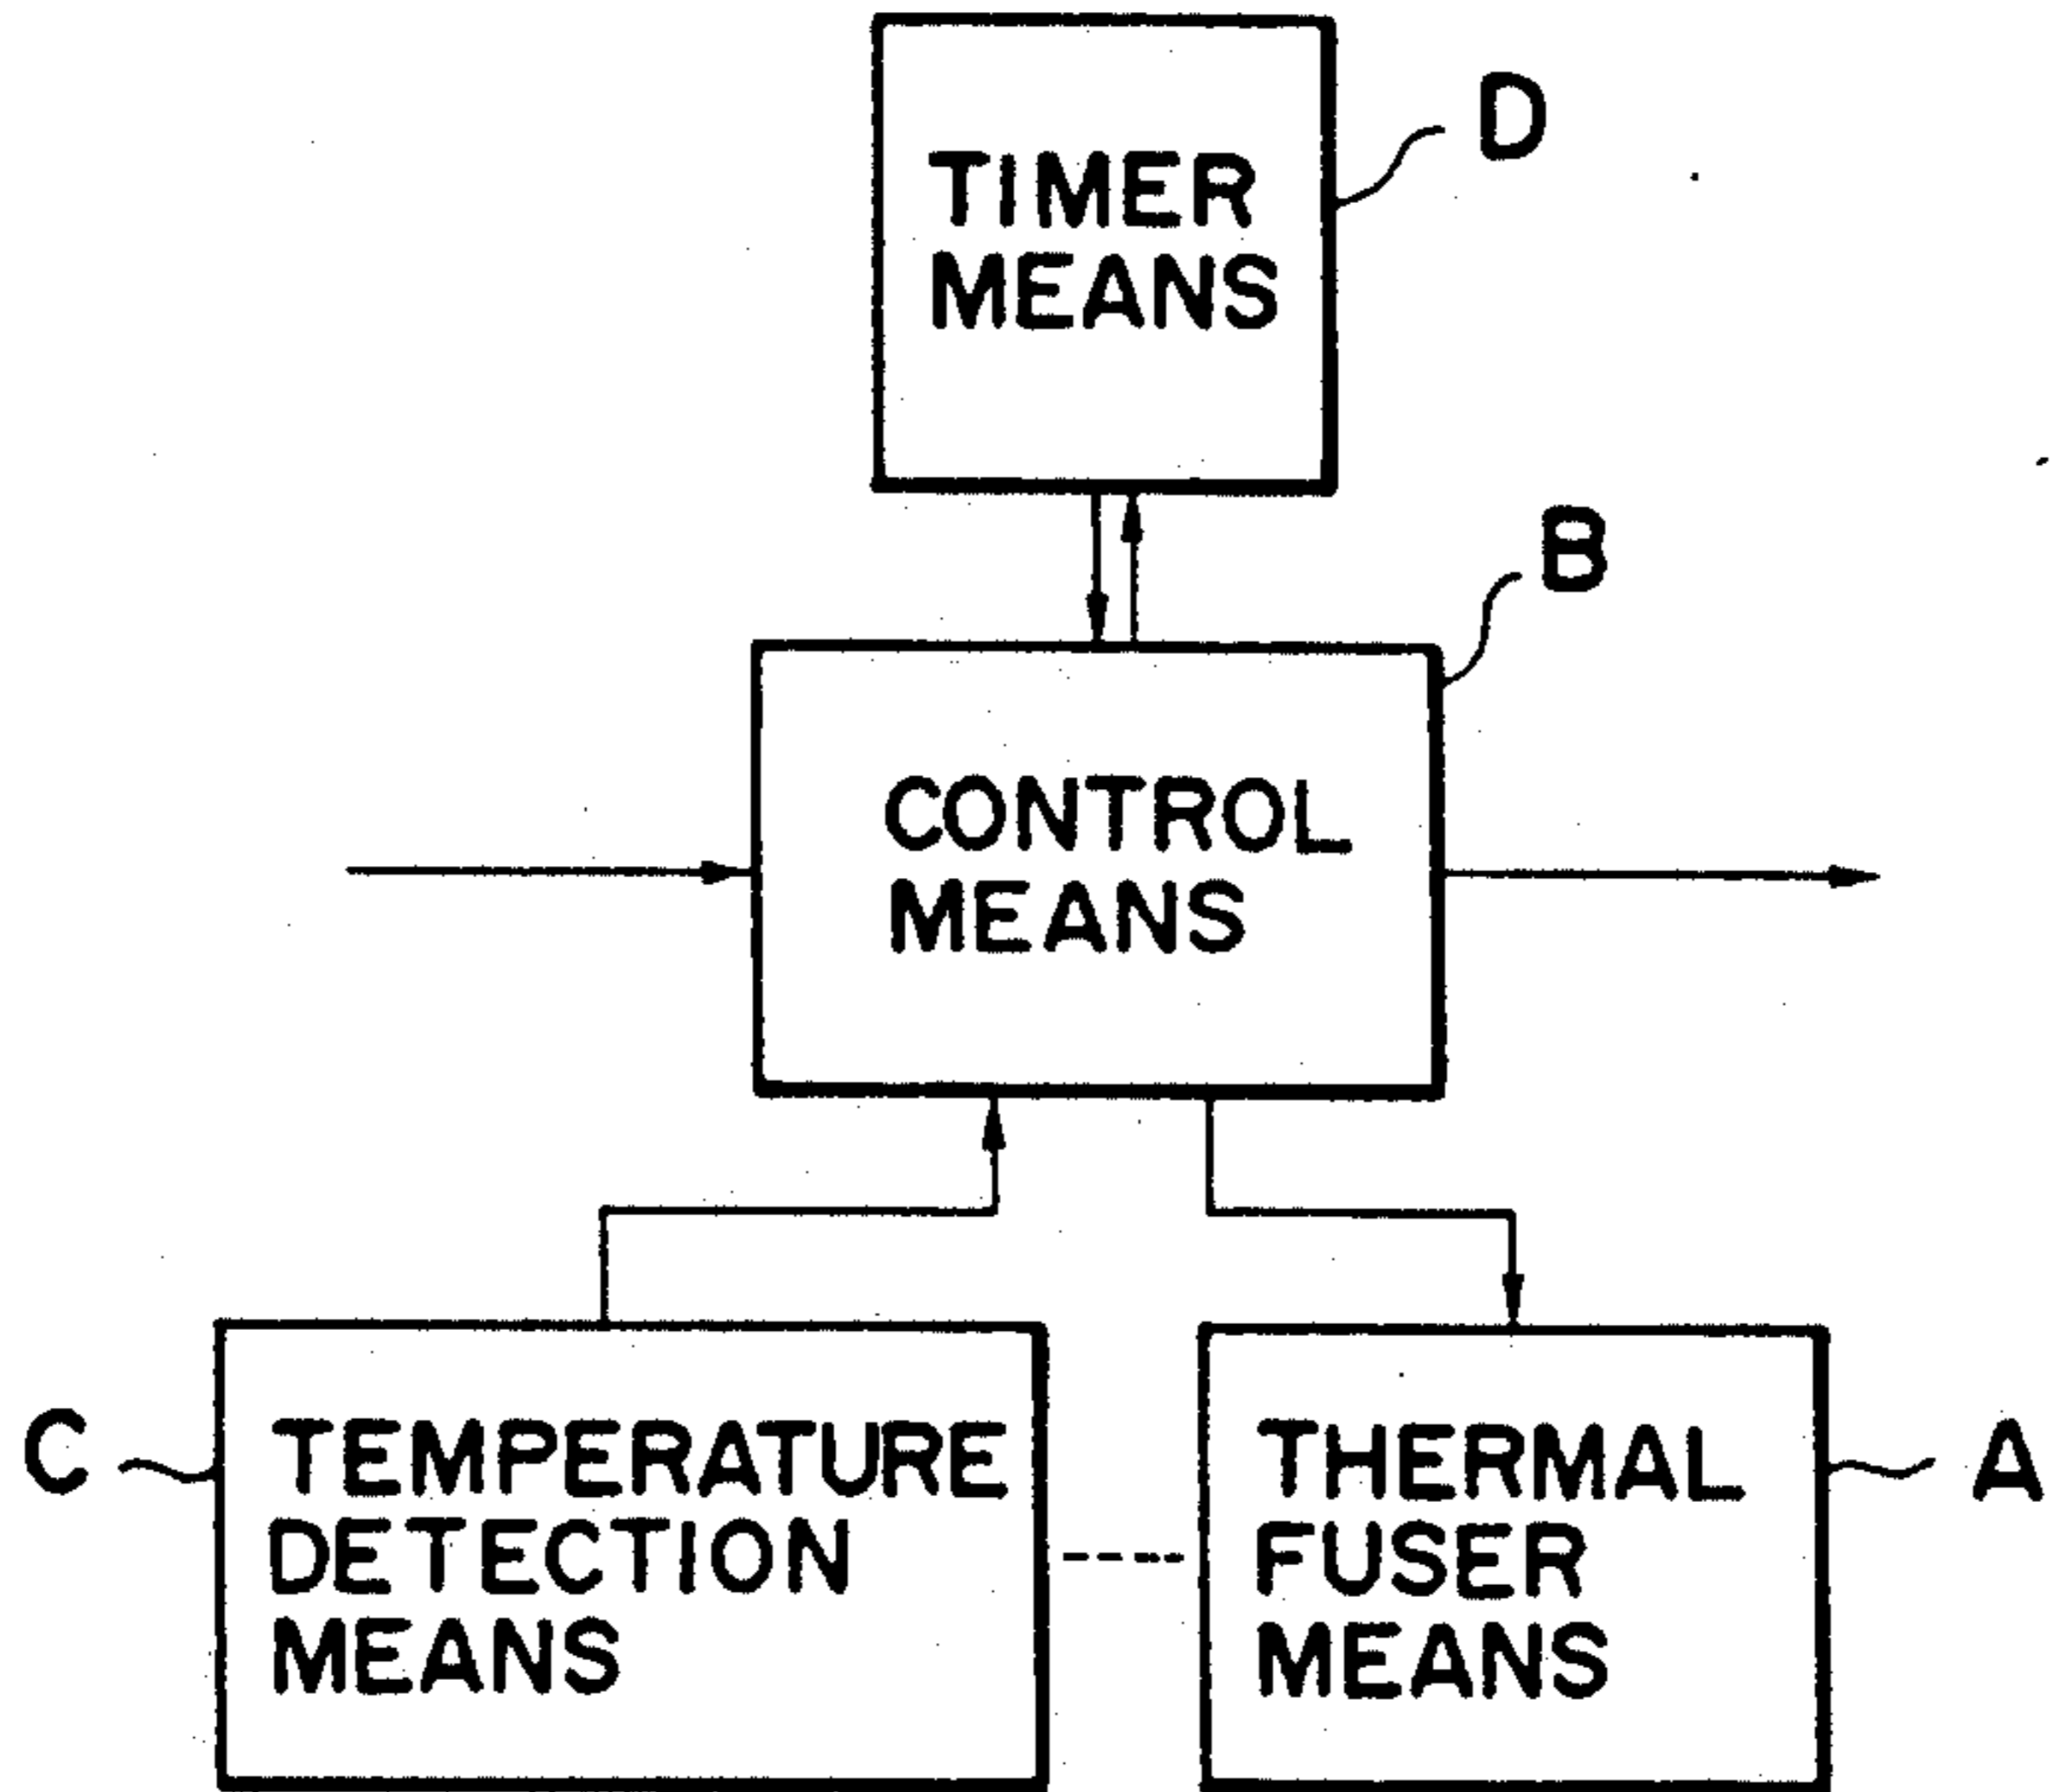 D
TIMER
MEANS
B
CONTROL
MEANS
C
TEMPERATURE
DETECTION
MEANS
THERMAL
FUSER
MEANS
A